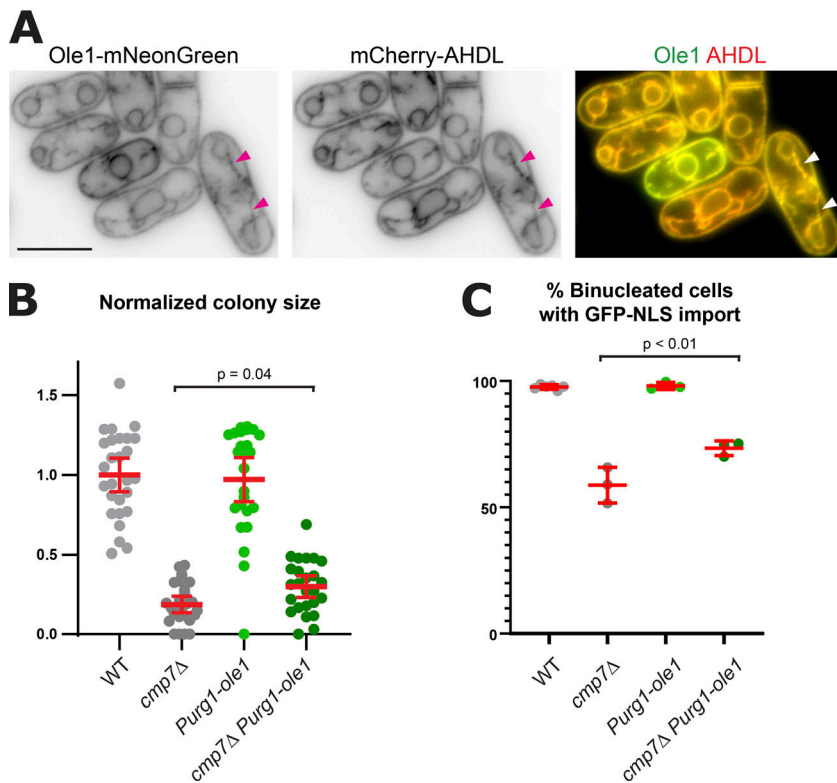 A
Ole1-mNeonGreen
mCherry-AHDL
Ole1 AHDL
B
Normalized colony size
p = 0.04
1.5
1.0
0.5
0.0
WT
cmp7Δ
Purg1-ole1
cmp7Δ Purg1-ole1
C
% Binucleated cells
with GFP-NLS import
p < 0.01
100
50
0
WT
cmp7Δ
Purg1-ole1
cmp7Δ Purg1-ole1